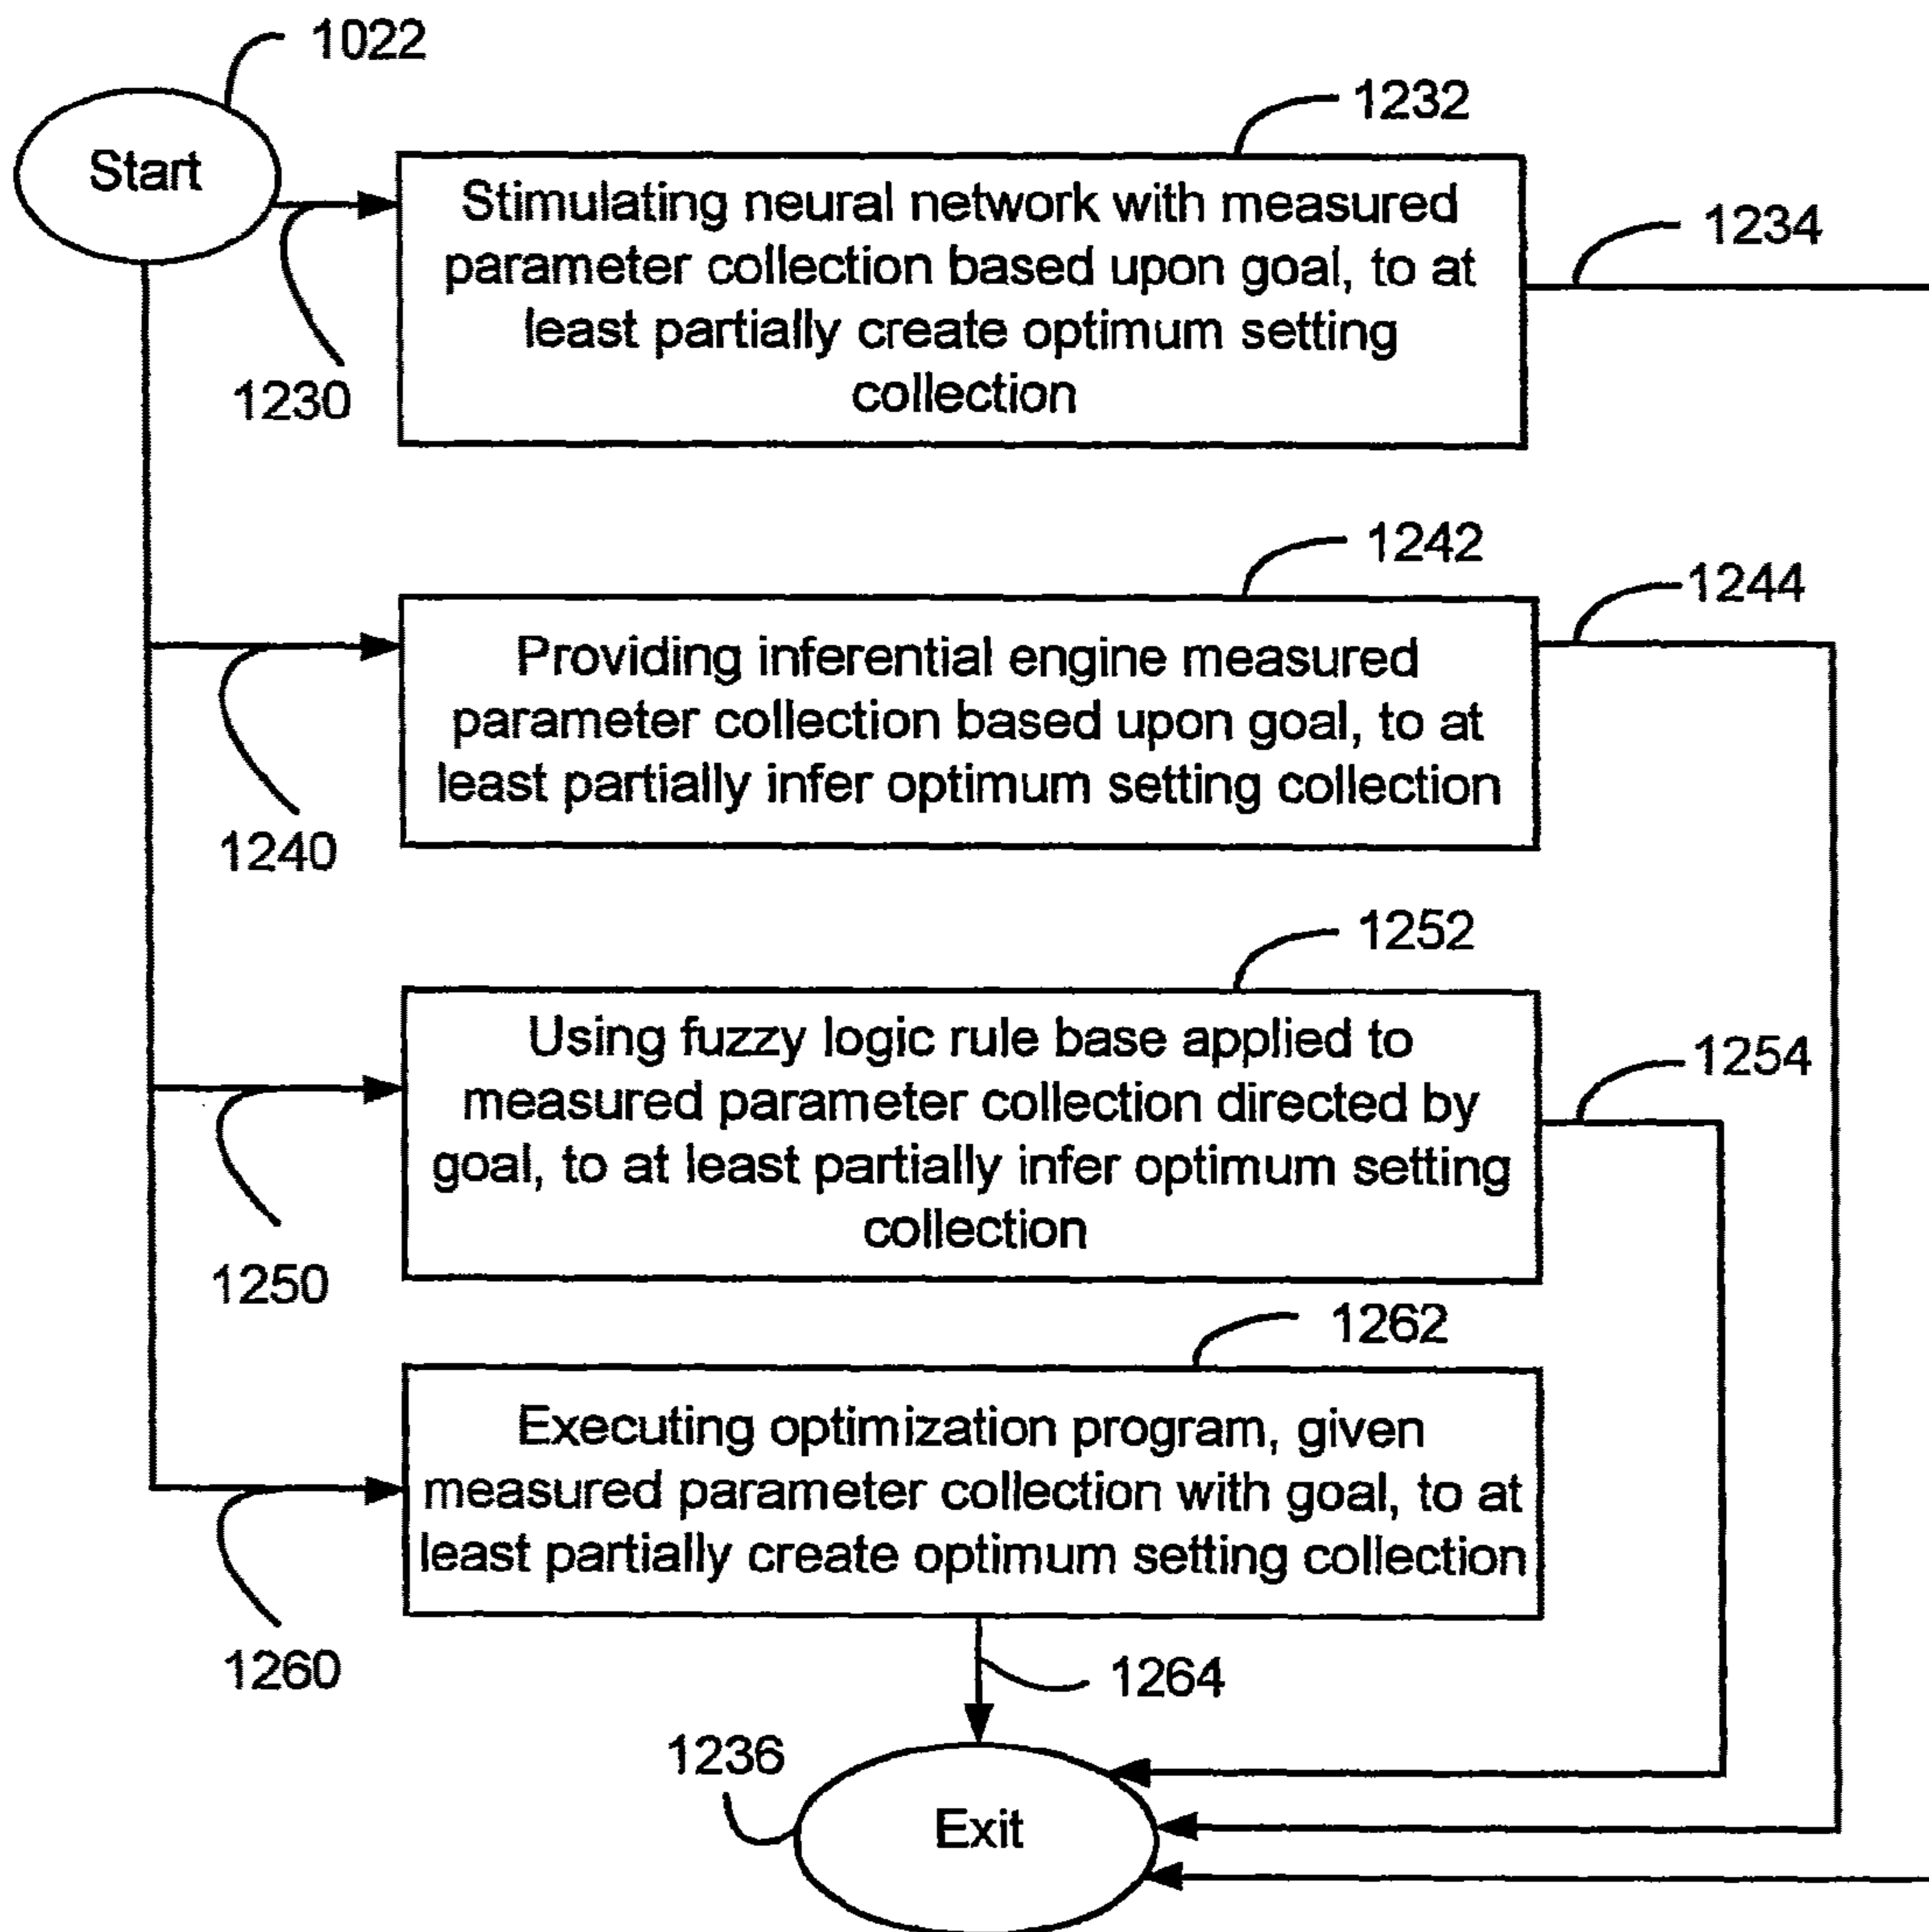 1022
Start
1232
Stimulating neural network with measured
parameter collection based upon goal, to at
least partially create optimum setting
collection
1234
1230
1242
1244
Providing inferential engine measured
parameter collection based upon goal, to at
least partially infer optimum setting collection
1240
1252
Using fuzzy logic rule base applied to
measured parameter collection directed by
goal, to at least partially infer optimum setting
collection
1254
1250
1262
Executing optimization program, given
measured parameter collection with goal, to at
least partially create optimum setting collection
1260
1264
1236
Exit